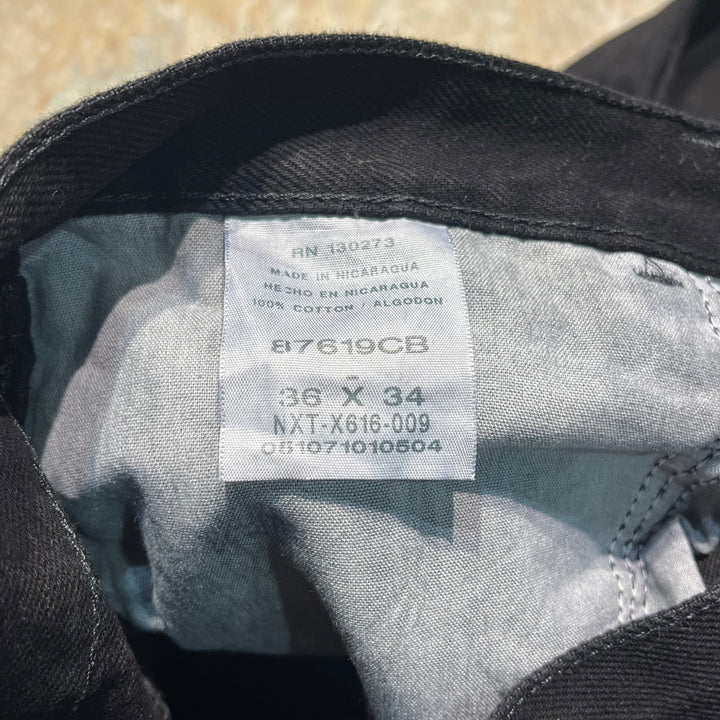 RN 130273
MADE IN NICARAGUA
HECHO EN NICARAGUA
100% COTTON / ALGODON
87619CB
36 X 34
NXT-X616-009
051071010504